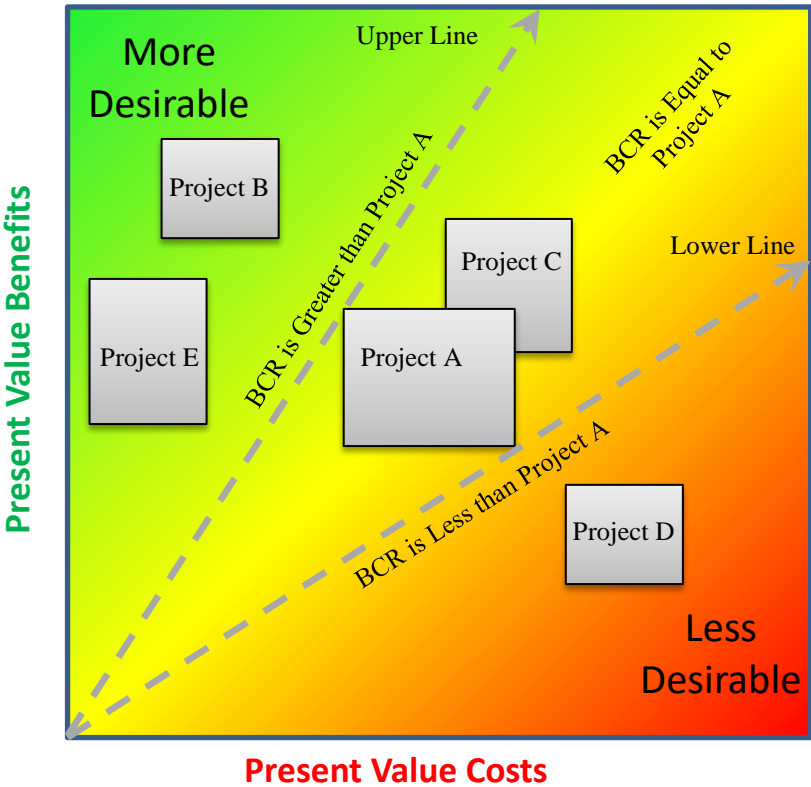 More
Desirable
Upper Line
BCR is Equal to
Project A
Project B
BCR is Greater than Project A
Project C
Lower Line
Project E
Project A
BCR is Less than Project A
Project D
Less
Desirable
Present Value Benefits
Present Value Costs